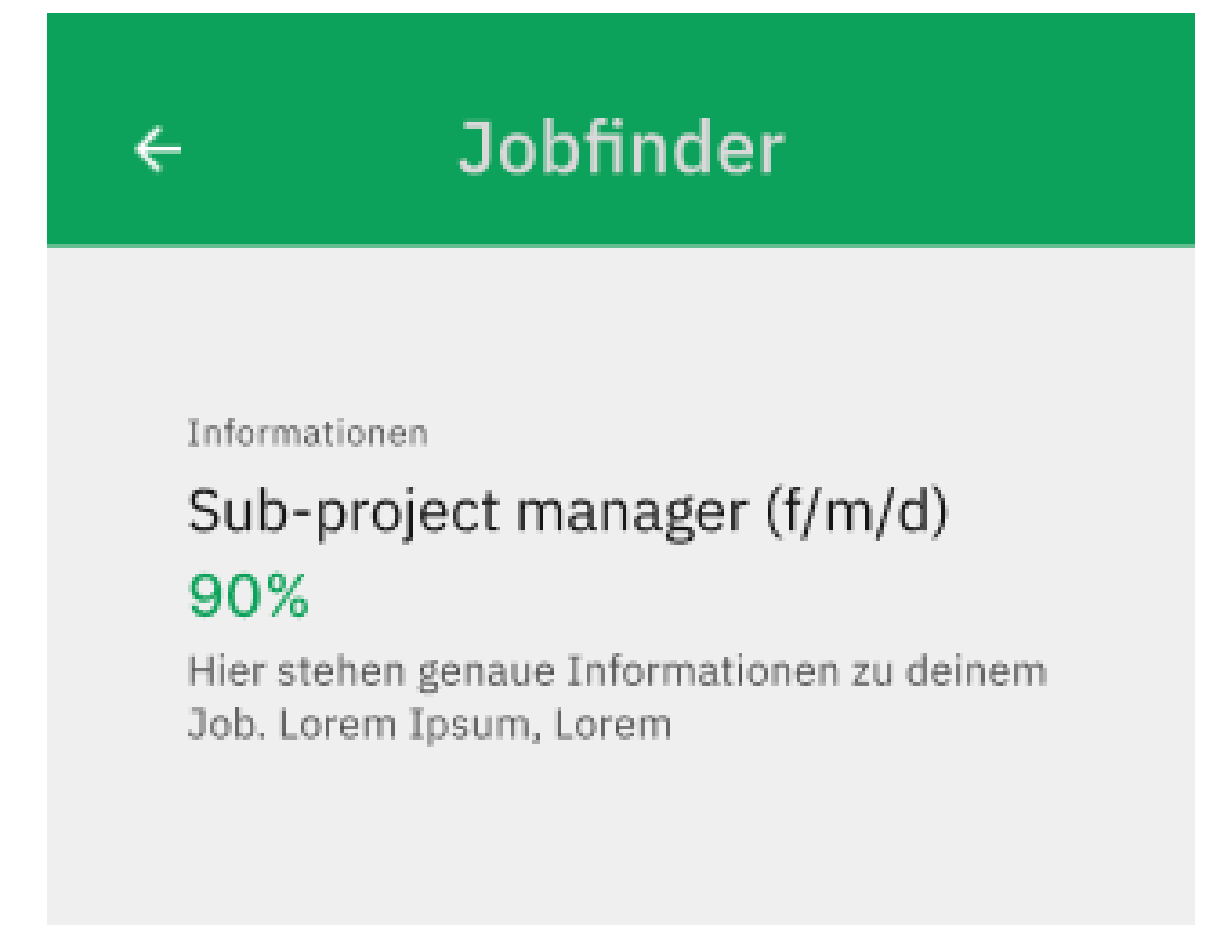 Jobfinder
Informationen
Sub-project manager (f/m/d)
90%
Hier stehen genaue Informationen zu deinem
Job. Lorem Ipsum, Lorem